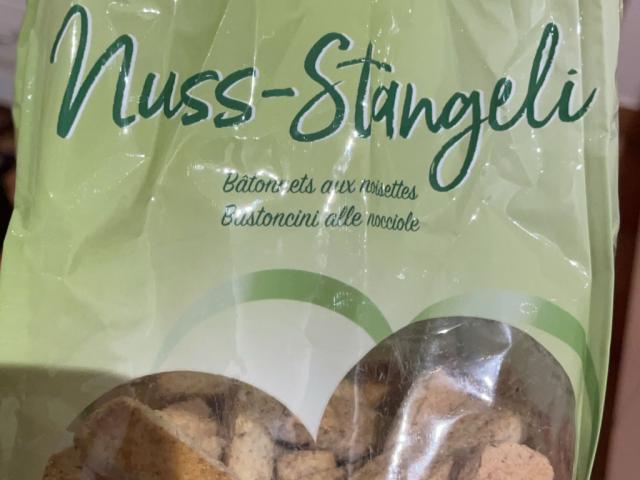 Nuss-Stangeli
Bâtonnets aux noisettes
Bastoncini alle nocciole